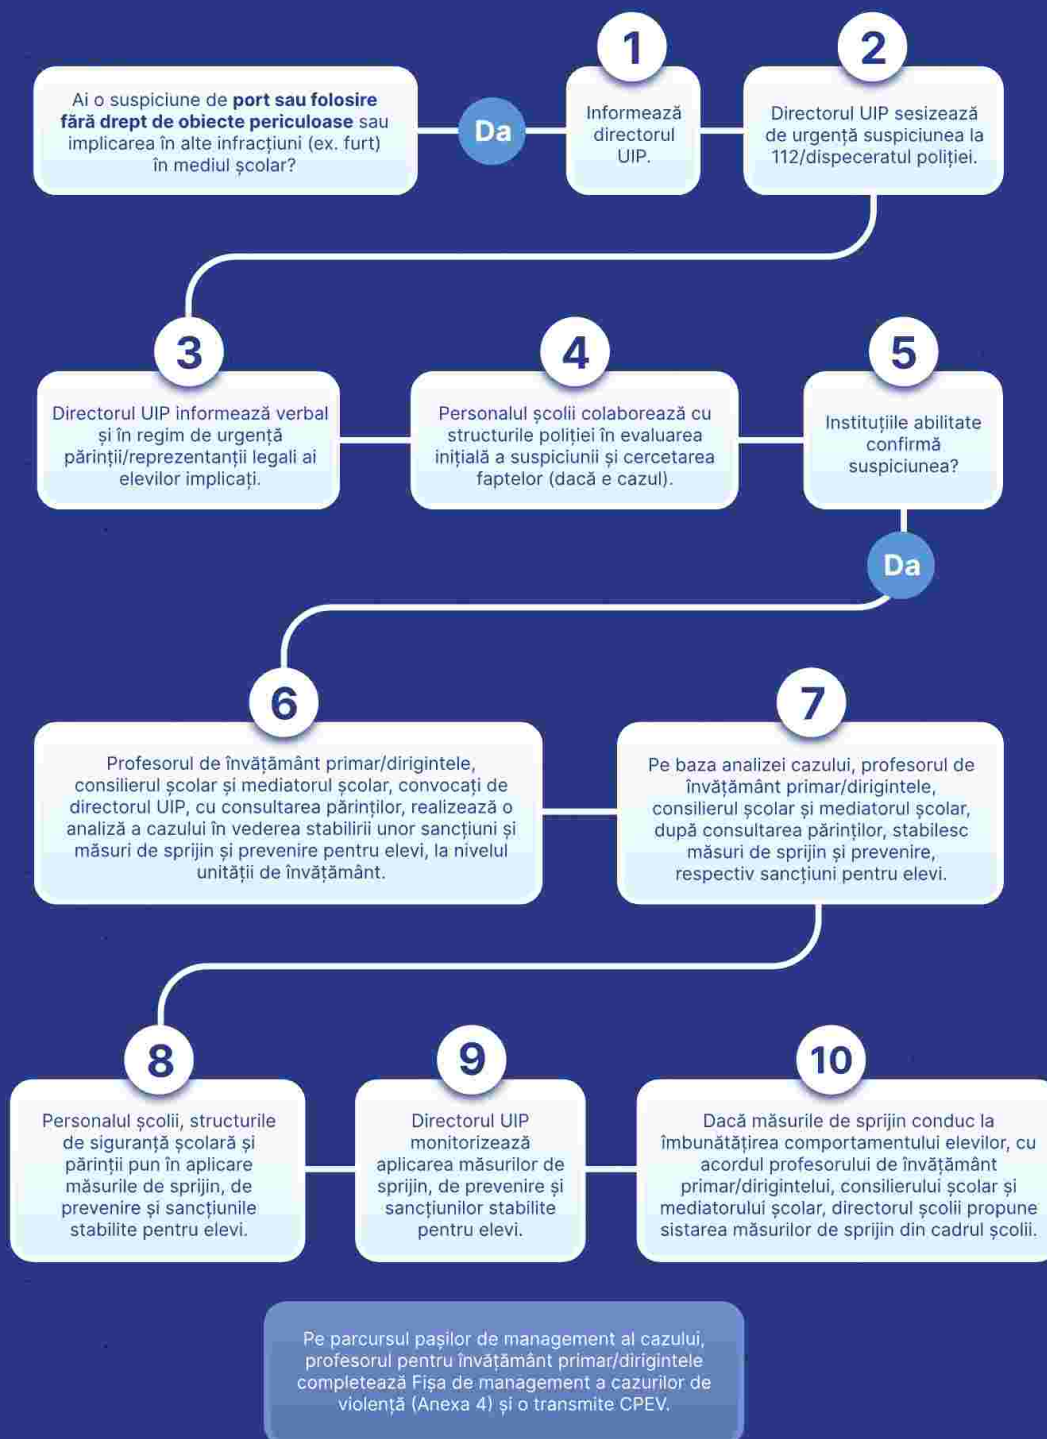 Ai o suspiciune de port sau folosire
fără drept de obiecte periculoase sau
implicarea în alte infracțiuni (ex. furt)
în mediul școlar?
Da
1
Informează
directorul
UIP.
2
Directorul UIP sesizează
de urgență suspiciunea la
112/dispeceratul poliției.
3
Directorul UIP informează verbal
și în regim de urgență
părinții/reprezentanții legali ai
elevilor implicați.
4
Personalul școlii colaborează cu
structurile poliției în evaluarea
inițială a suspiciunii și cercetarea
faptelor (dacă e cazul).
5
Instituțiile abilitate
confirmă
suspiciunea?
Da
6
Profesorul de învățământ primar/dirigintele,
consilierul școlar și mediatorul școlar, convocați de
directorul UIP, cu consultarea părinților, realizează o
analiză a cazului în vederea stabilirii unor sancțiuni și
măsuri de sprijin și prevenire pentru elevi, la nivelul
unității de învățământ.
7
Pe baza analizei cazului, profesorul de
învățământ primar/dirigintele,
consilierul școlar și mediatorul școlar,
după consultarea părinților, stabilesc
măsuri de sprijin și prevenire,
respectiv sancțiuni pentru elevi.
8
Personalul școlii, structurile
de siguranță școlară și
părinții pun în aplicare
măsurile de sprijin, de
prevenire și sancțiunile
stabilite pentru elevi.
9
Directorul UIP
monitorizează
aplicarea măsurilor de
sprijin, de prevenire și
sancțiunilor stabilite
pentru elevi.
10
Dacă măsurile de sprijin conduc la
îmbunătățirea comportamentului elevilor, cu
acordul profesorului de învățământ
primar/dirigintelui, consilierului școlar și
mediatorului școlar, directorul școlii propune
sistarea măsurilor de sprijin din cadrul școlii.
Pe parcursul pașilor de management al cazului,
profesorul pentru învățământ primar/dirigintele
completează Fișa de management a cazurilor de
violență (Anexa 4) și o transmite CPEV.